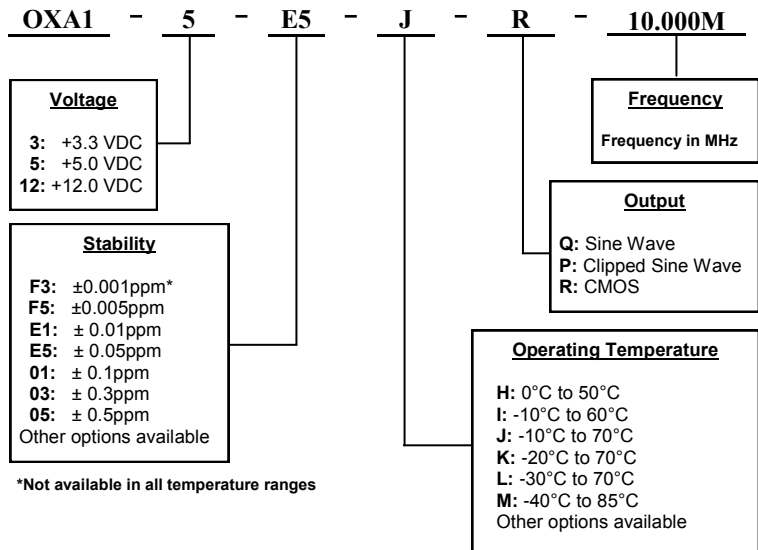 OXA1 - 5 - E5 - J - R - 10.000M
Voltage
3: +3.3 VDC
5: +5.0 VDC
12: +12.0 VDC
Stability
F3: ±0.001ppm*
F5: ±0.005ppm
E1: ± 0.01ppm
E5: ± 0.05ppm
01: ± 0.1ppm
03: ± 0.3ppm
05: ± 0.5ppm
Other options available
*Not available in all temperature ranges
Frequency
Frequency in MHz
Output
Q: Sine Wave
P: Clipped Sine Wave
R: CMOS
Operating Temperature
H: 0°C to 50°C
I: -10°C to 60°C
J: -10°C to 70°C
K: -20°C to 70°C
L: -30°C to 70°C
M: -40°C to 85°C
Other options available